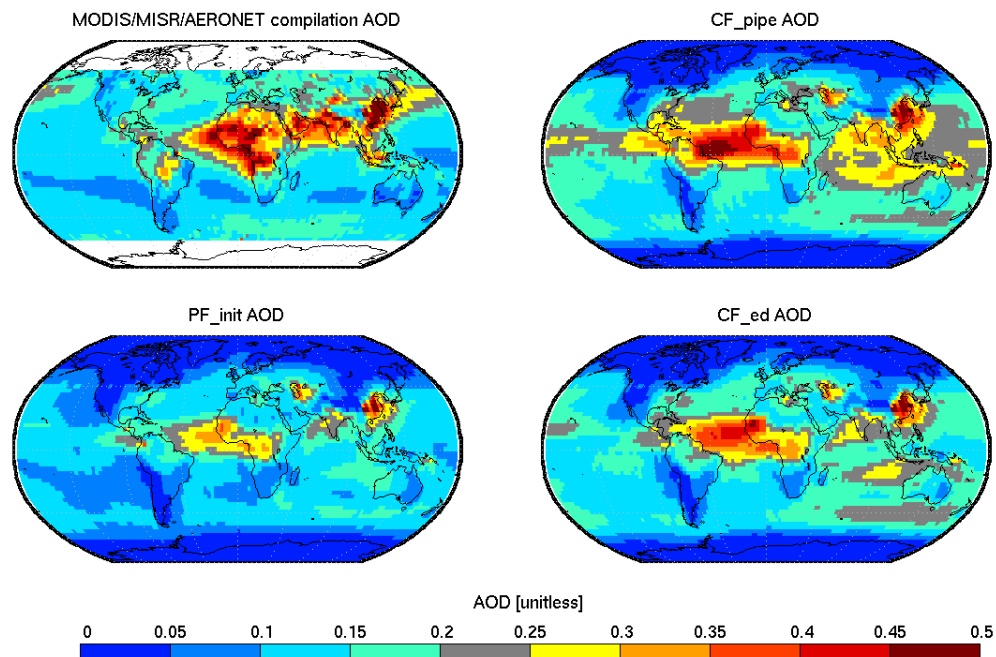 MODIS/MISR/AERONET compilation AOD
CF_pipe AOD
PF_init AOD
CF_ed AOD
AOD [unitless]
0 0.05 0.1 0.15 0.2 0.25 0.3 0.35 0.4 0.45 0.5